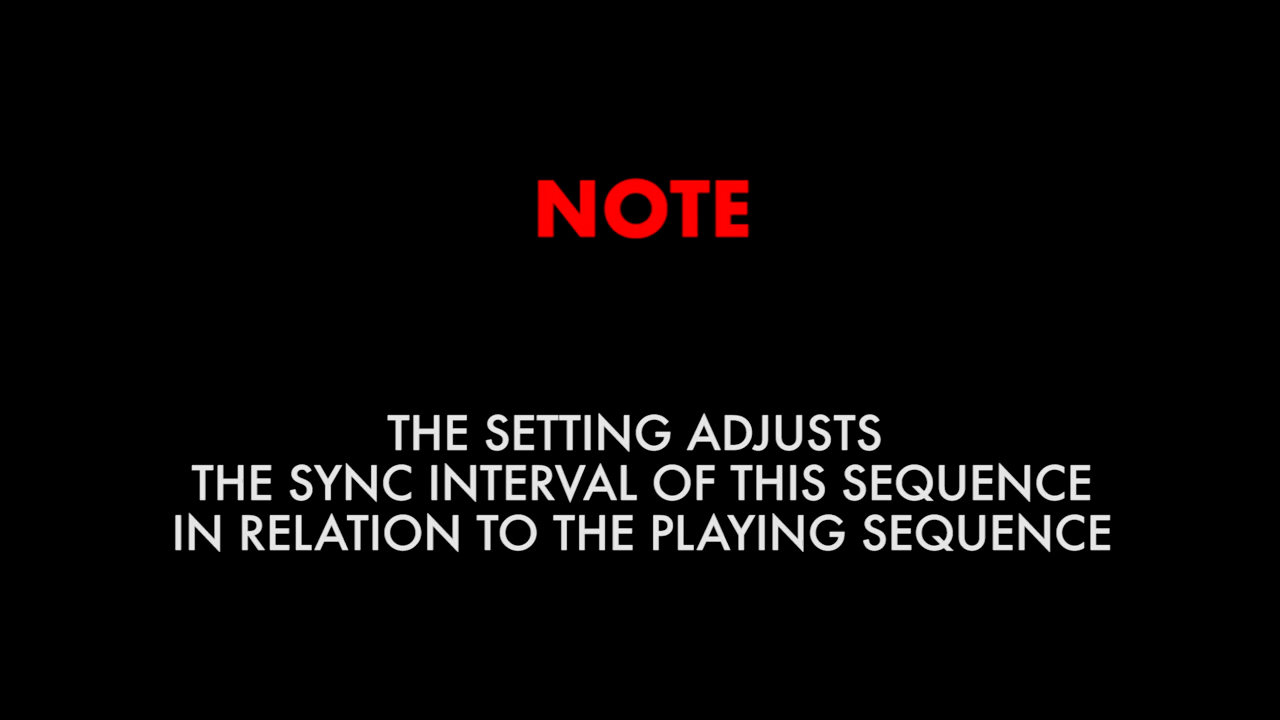 NOTE
THE SETTING ADJUSTS
THE SYNC INTERVAL OF THIS SEQUENCE
IN RELATION TO THE PLAYING SEQUENCE